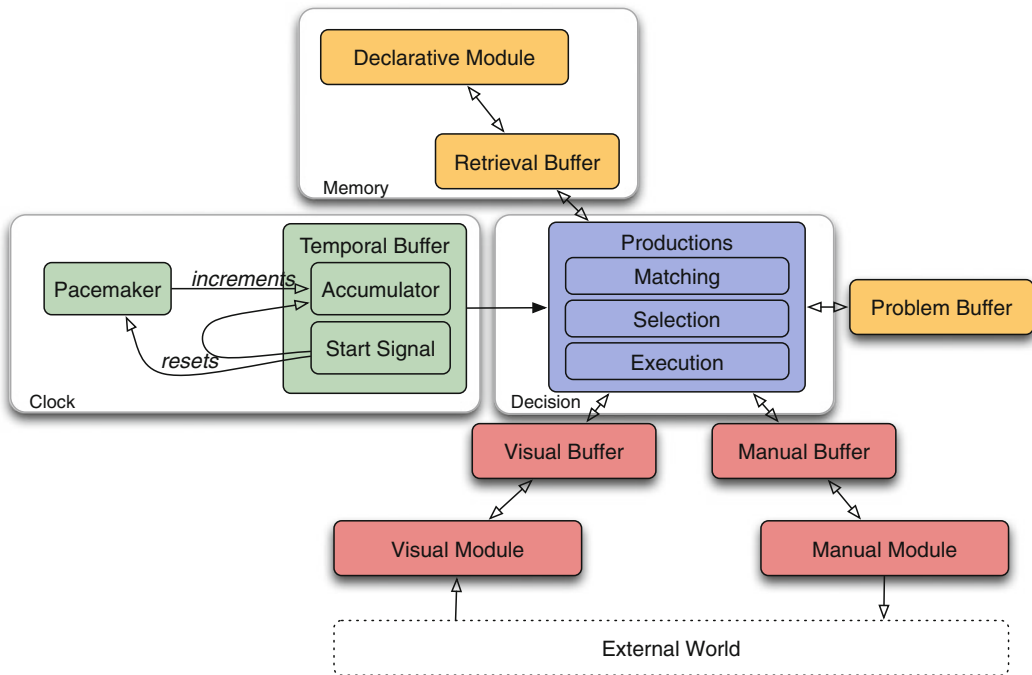 Declarative Module
Retrieval Buffer
Memory
Temporal Buffer
Pacemaker
increments
Accumulator
Start Signal
resets
Clock
Productions
Matching
Selection
Execution
Decision
Problem Buffer
Visual Buffer
Manual Buffer
Visual Module
Manual Module
External World